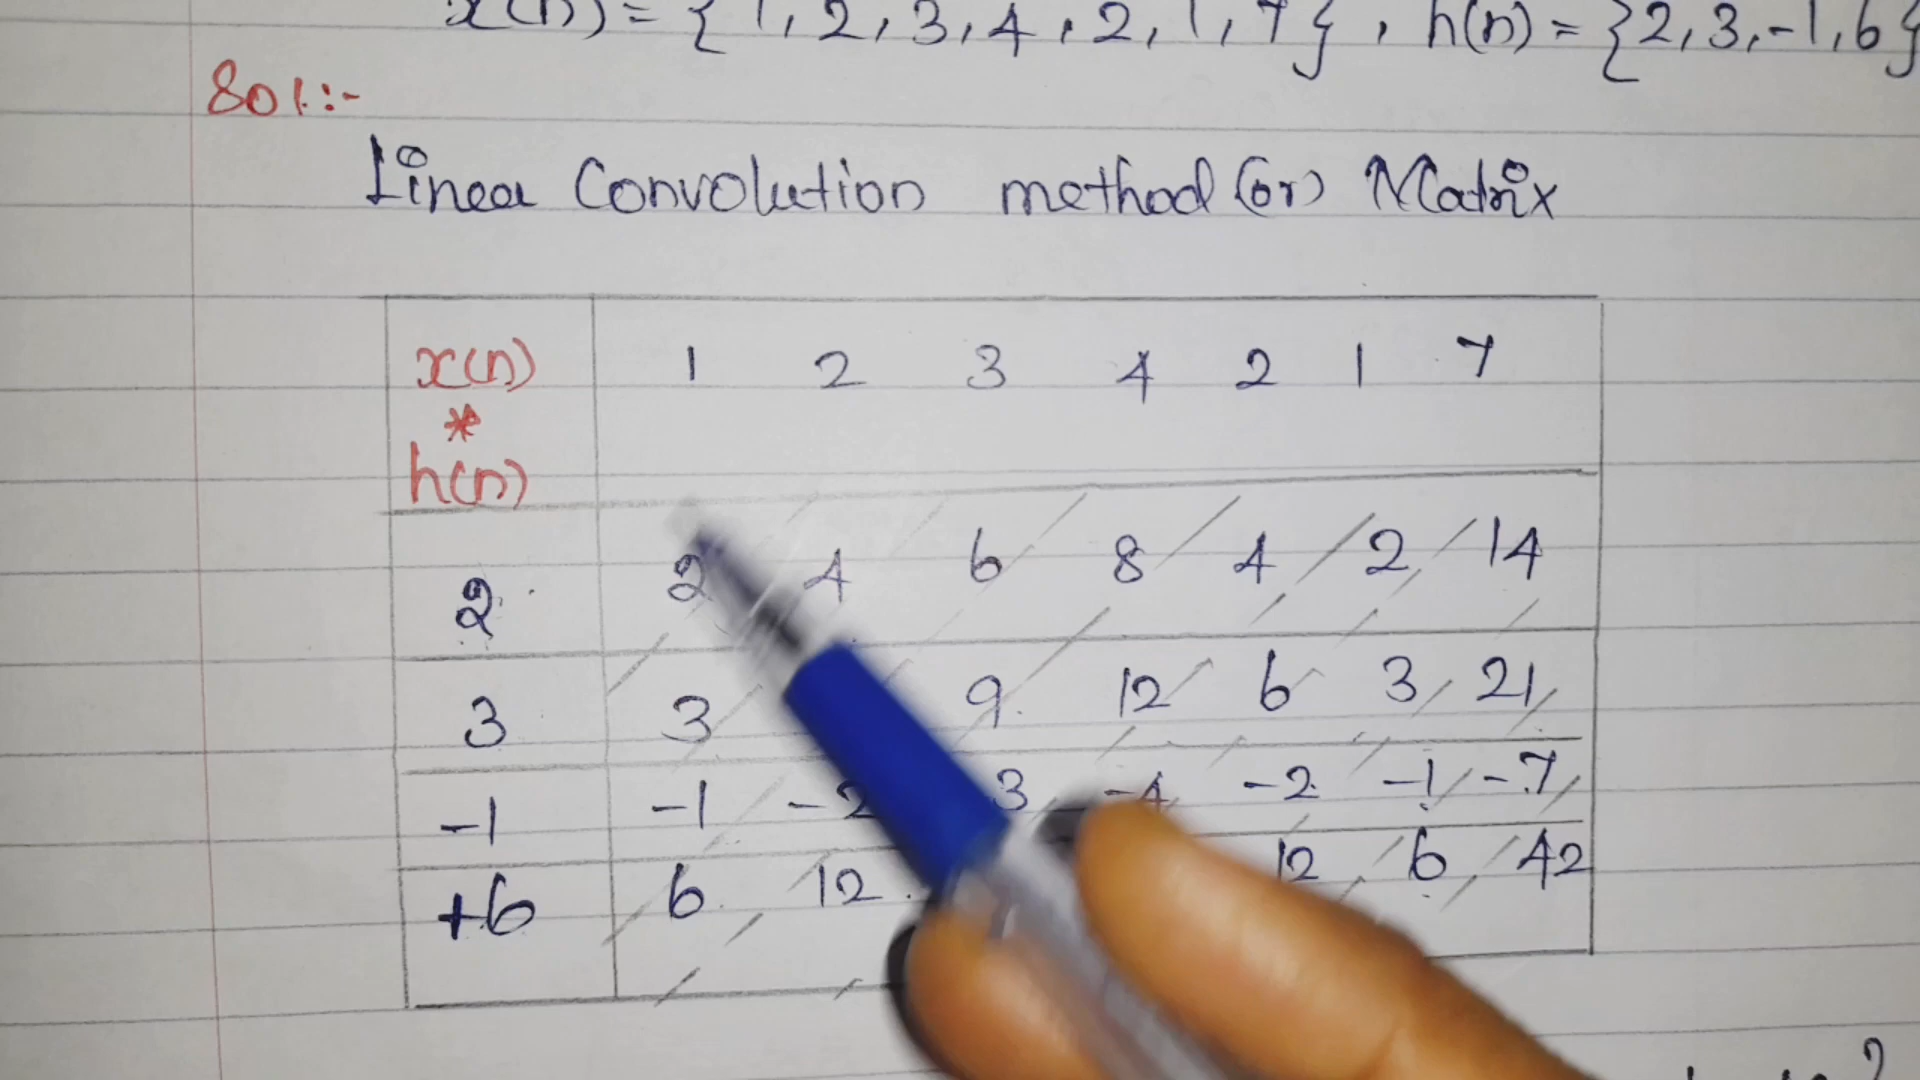 x(n) = {1, 2, 3, 4, 2, 1, 7}, h(n) = {2, 3, -1, 6}
Sol:-
Linear Convolution method (or) Matrix
x(n) 1 2 3 4 2 1 7
*
h(n)
2 2 4 6 8 4 2 14
3 3 9 12 6 3 21
-1 -1 -2 3 -4 -2 -1 -7
+6 6 12 12 6 42